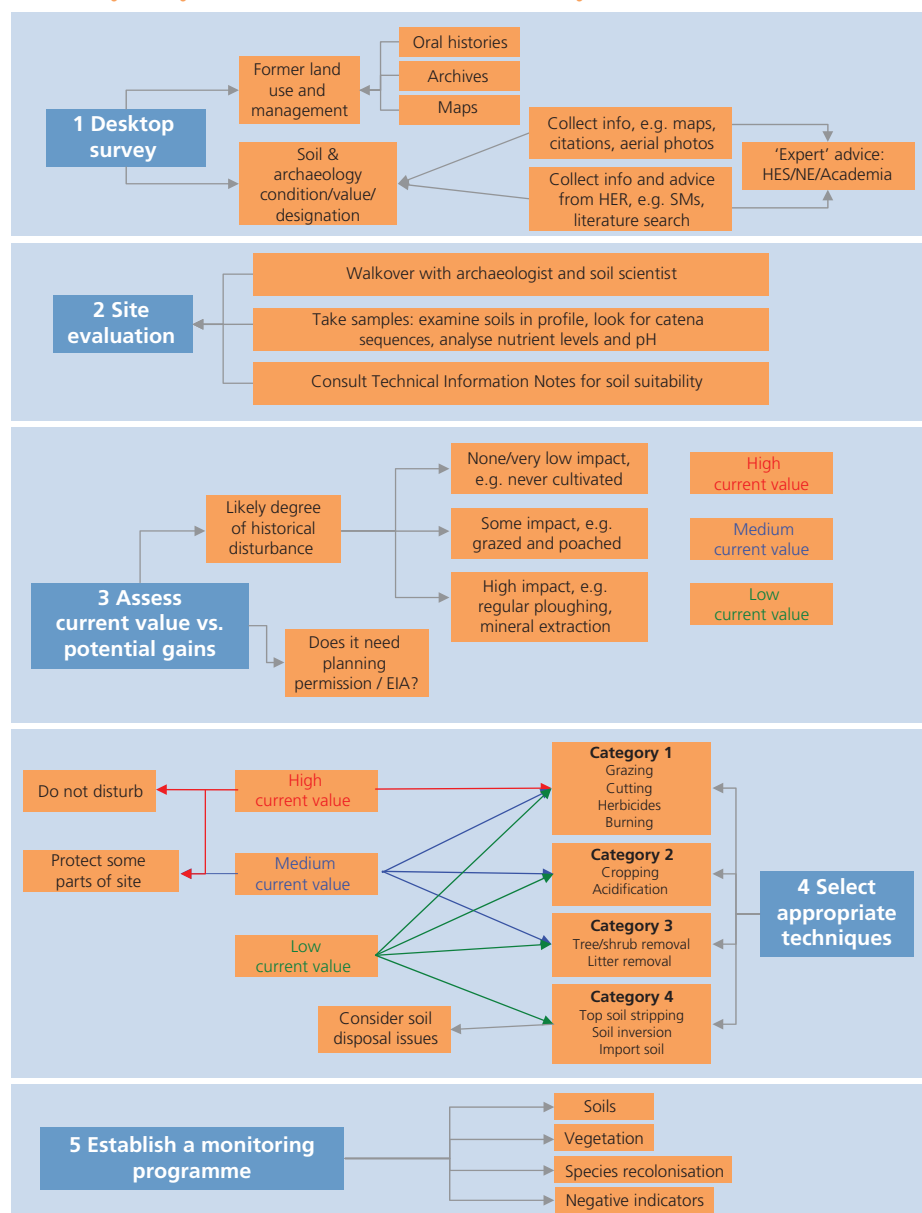 Oral histories
Former land
use and
management
Archives
Maps
1 Desktop
survey
Collect info, e.g. maps,
citations, aerial photos
'Expert' advice:
HES/NE/Academia
Soil &
archaeology
condition/value/
designation
Collect info and advice
from HER, e.g. SMs,
literature search
2 Site
evaluation
Walkover with archaeologist and soil scientist
Take samples: examine soils in profile, look for catena
sequences, analyse nutrient levels and pH
Consult Technical Information Notes for soil suitability
3 Assess
current value vs.
potential gains
Likely degree
of historical
disturbance
Does it need
planning
permission / EIA?
None/very low impact,
e.g. never cultivated
Some impact, e.g.
grazed and poached
High impact, e.g.
regular ploughing,
mineral extraction
High
current value
Medium
current value
Low
current value
Do not disturb
Protect some
parts of site
High
current value
Medium
current value
Low
current value
Consider soil
disposal issues
Category 1
Grazing
Cutting
Herbicides
Burning
Category 2
Cropping
Acidification
Category 3
Tree/shrub removal
Litter removal
Category 4
Top soil stripping
Soil inversion
Import soil
4 Select
appropriate
techniques
5 Establish a monitoring
programme
Soils
Vegetation
Species recolonisation
Negative indicators